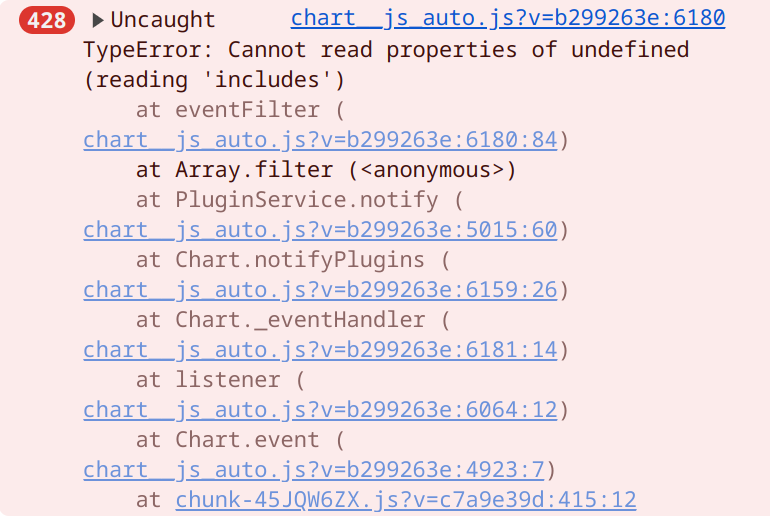 428 ▶ Uncaught chart__js_auto.js?v=b299263e:6180
TypeError: Cannot read properties of undefined
(reading 'includes')
at eventFilter (
chart__js_auto.js?v=b299263e:6180:84)
at Array.filter (<anonymous>)
at PluginService.notify (
chart__js_auto.js?v=b299263e:5015:60)
at Chart.notifyPlugins (
chart__js_auto.js?v=b299263e:6159:26)
at Chart._eventHandler (
chart__js_auto.js?v=b299263e:6181:14)
at listener (
chart__js_auto.js?v=b299263e:6064:12)
at Chart.event (
chart__js_auto.js?v=b299263e:4923:7)
at chunk-45JQW6ZX.js?v=c7a9e39d:415:12